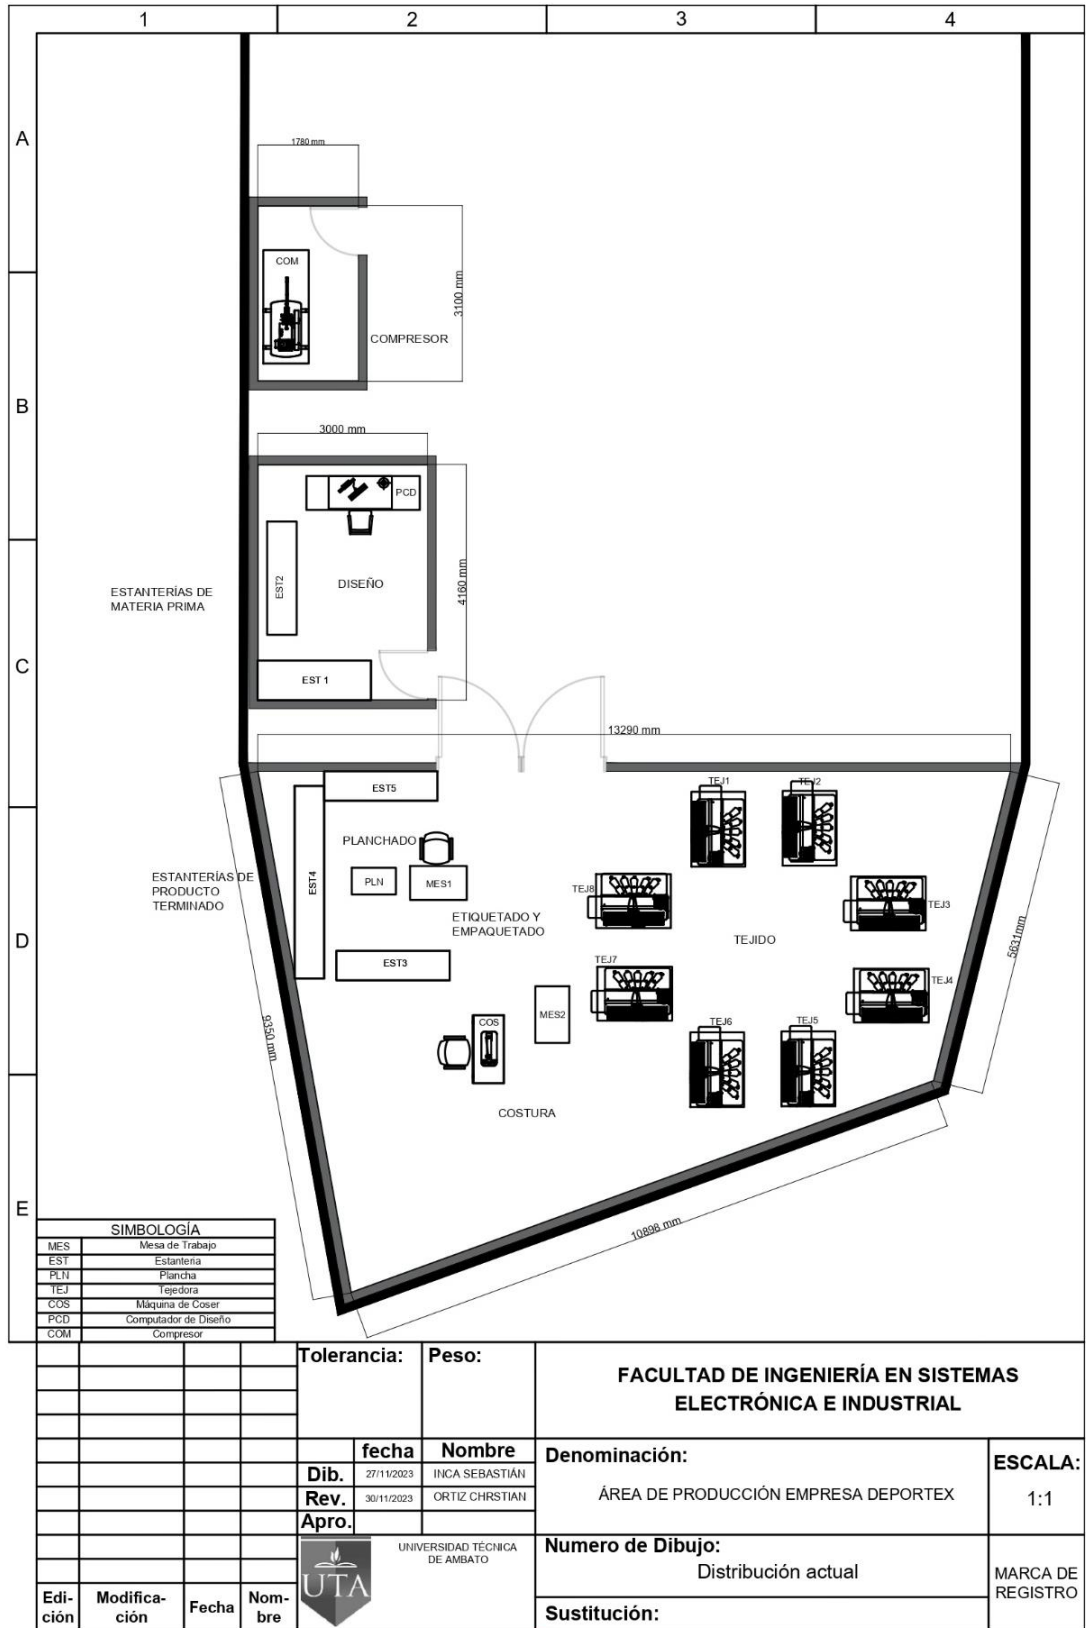 1 2 3 4
A
B
C
D
E
1780 mm
COM
3100 mm
COMPRESOR
3000 mm
PCD
EST2
DISEÑO
4160 mm
ESTANTERÍAS DE
MATERIA PRIMA
EST 1
13290 mm
EST5
TEJ1
TEJ2
PLANCHADO
EST4
PLN
MES1
ESTANTERÍAS DE
PRODUCTO
TERMINADO
ETIQUETADO Y
EMPAQUETADO
TEJ8
TEJ3
TEJIDO
5631mm
EST3
TEJ7
TEJ4
MES2
COS
TEJ6
TEJ5
9350 mm
COSTURA
10898 mm
SIMBOLOGÍA
MES Mesa de Trabajo
EST Estanteria
PLN Plancha
TEJ Tejedora
COS Máquina de Coser
PCD Computador de Diseño
COM Compresor
Tolerancia: Peso:
FACULTAD DE INGENIERÍA EN SISTEMAS
ELECTRÓNICA E INDUSTRIAL
fecha Nombre
Dib. 27/11/2023 INCA SEBASTIÁN
Rev. 30/11/2023 ORTIZ CHRSTIAN
Apro.
Denominación:
ÁREA DE PRODUCCIÓN EMPRESA DEPORTEX
ESCALA:
1:1
UTA
UNIVERSIDAD TÉCNICA
DE AMBATO
Numero de Dibujo:
Distribución actual
MARCA DE
REGISTRO
Sustitución:
Edi-
ción
Modifica-
ción
Fecha
Nom-
bre